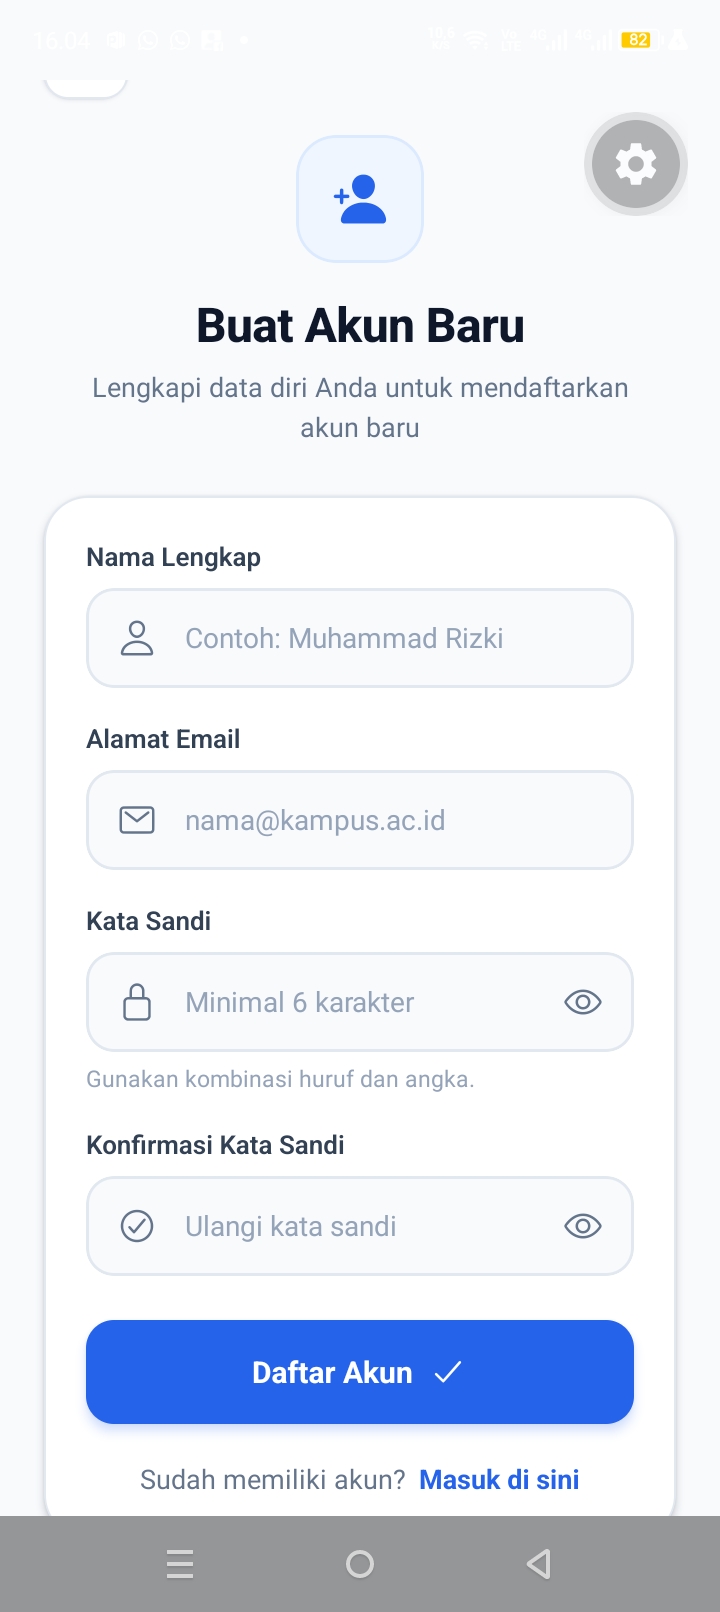 16:04
82
Buat Akun Baru
Lengkapi data diri Anda untuk mendaftarkan
akun baru
Nama Lengkap
Contoh: Muhammad Rizki
Alamat Email
nama@kampus.ac.id
Kata Sandi
Minimal 6 karakter
Gunakan kombinasi huruf dan angka.
Konfirmasi Kata Sandi
Ulangi kata sandi
Daftar Akun
Sudah memiliki akun? Masuk di sini